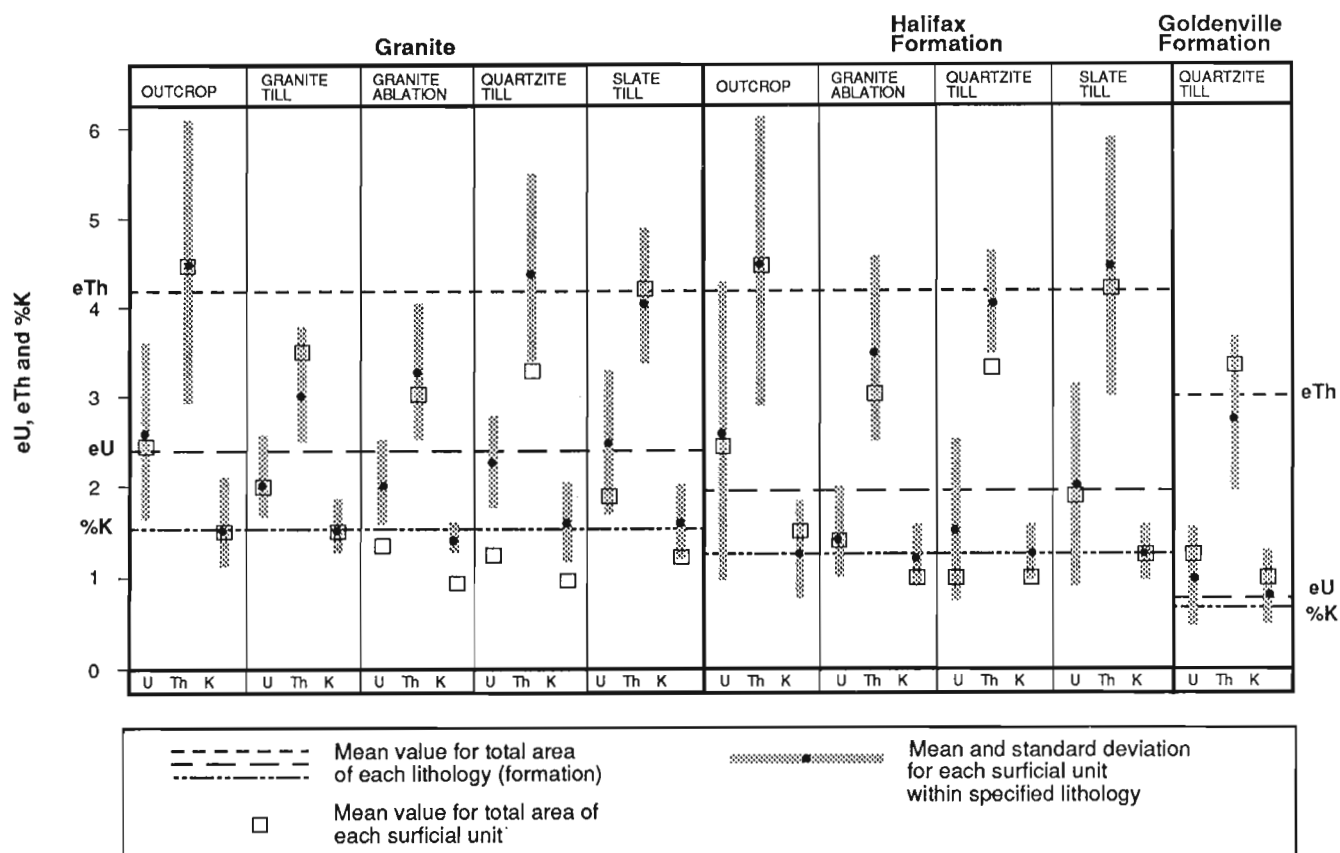 Granite
Halifax
Formation
Goldenville
Formation
OUTCROP
GRANITE
TILL
GRANITE
ABLATION
QUARTZITE
TILL
SLATE
TILL
OUTCROP
GRANITE
ABLATION
QUARTZITE
TILL
SLATE
TILL
QUARTZITE
TILL
eU, eTh and %K
6
5
eTh
4
3
eU
2
%K
1
0
eTh
eU
%K
U Th K
U Th K
U Th K
U Th K
U Th K
U Th K
U Th K
U Th K
U Th K
U Th K
Mean value for total area
of each lithology (formation)
Mean value for total area of
each surficial unit
Mean and standard deviation
for each surficial unit
within specified lithology